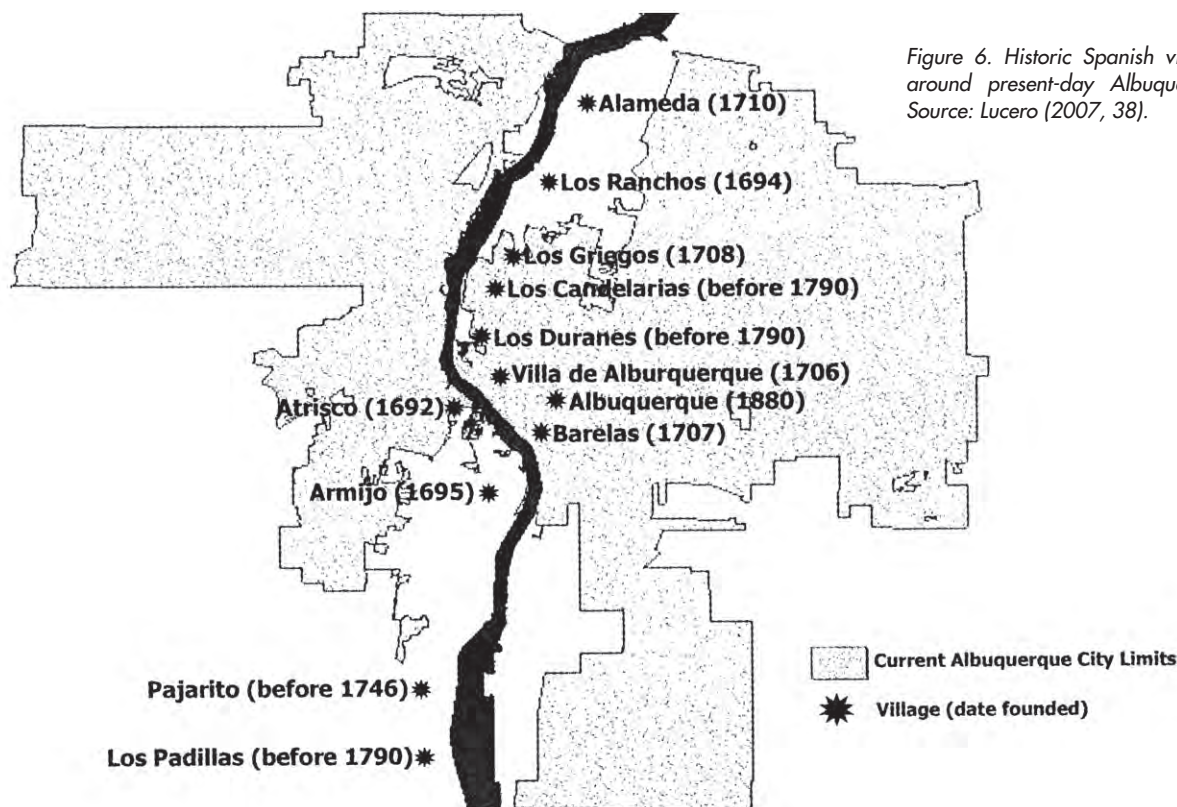 Figure 6. Historic Spanish
around present-day
Source: Lucero (2007, 38).
Alameda (1710)
Los Ranchos (1694)
Los Griegos (1708)
Los Candelarias (before 1790)
Los Duranes (before 1790)
Villa de Alburquerque (1706)
Atrisco (1692)
Albuquerque (1880)
Barelas (1707)
Armijo (1695)
Pajarito (before 1746)
Los Padillas (before 1790)
Current Albuquerque City Limits
Village (date founded)